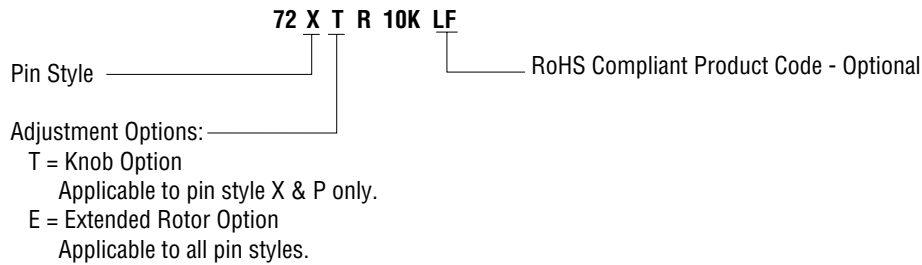 72 X T R 10K LF
Pin Style
RoHS Compliant Product Code - Optional
Adjustment Options:
T = Knob Option
Applicable to pin style X & P only.
E = Extended Rotor Option
Applicable to all pin styles.